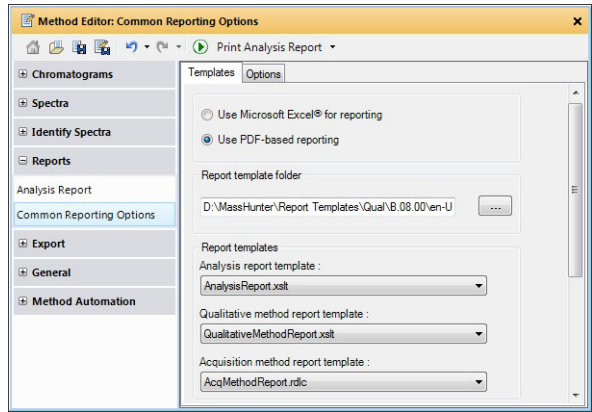 Method Editor: Common Reporting Options
Print Analysis Report
Chromatograms
Spectra
Identify Spectra
Reports
Analysis Report
Common Reporting Options
Export
General
Method Automation
Templates
Options
Use Microsoft Excel® for reporting
Use PDF-based reporting
Report template folder
D:\MassHunter\Report Templates\Qual\B.08.00\en-U
...
Report templates
Analysis report template :
AnalysisReport.xslt
Qualitative method report template :
QualitativeMethodReport.xslt
Acquisition method report template :
AcqMethodReport.rdlc